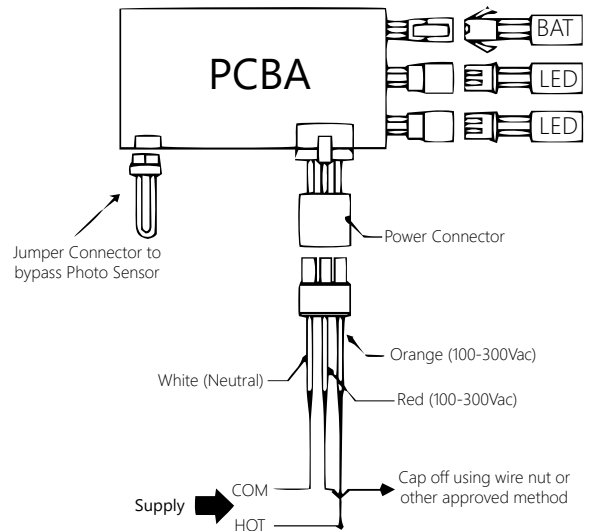 PCBA
BAT
LED
LED
Jumper Connector to
bypass Photo Sensor
Power Connector
Orange (100-300Vac)
White (Neutral)
Red (100-300Vac)
Cap off using wire nut or
other approved method
COM
Supply
HOT